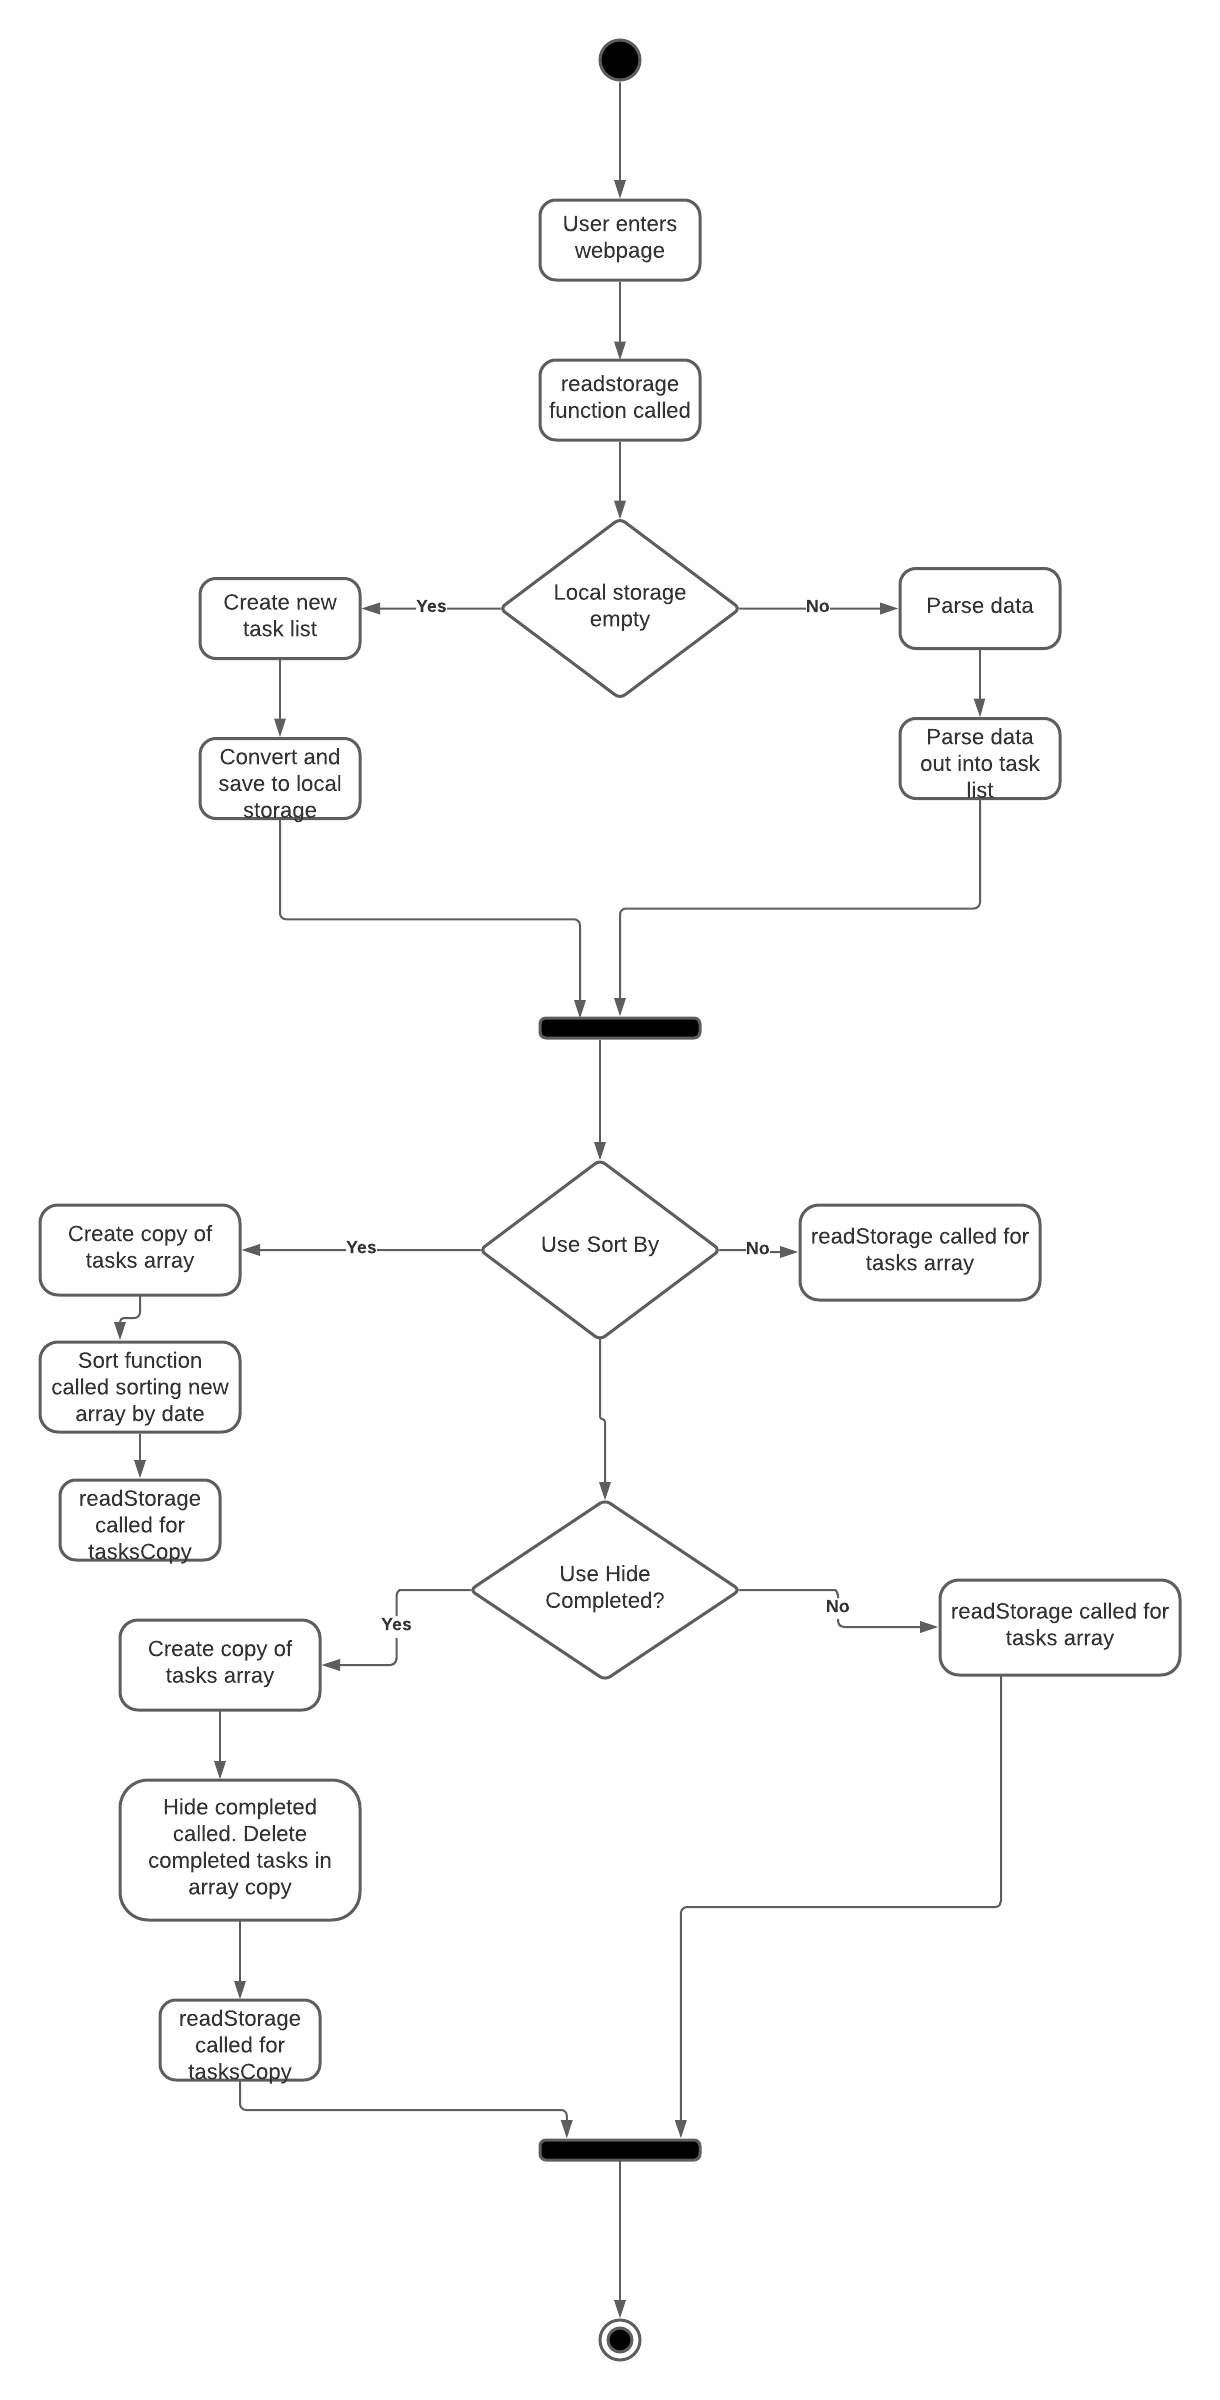 User enters
webpage
readstorage
function called
Local storage
empty
Yes
No
Create new
task list
Parse data
Convert and
save to local
storage
Parse data
out into task
list
Use Sort By
Yes
No
Create copy of
tasks array
readStorage called for
tasks array
Sort function
called sorting new
array by date
readStorage
called for
tasksCopy
Use Hide
Completed?
Yes
No
Create copy of
tasks array
readStorage called for
tasks array
Hide completed
called. Delete
completed tasks in
array copy
readStorage
called for
tasksCopy